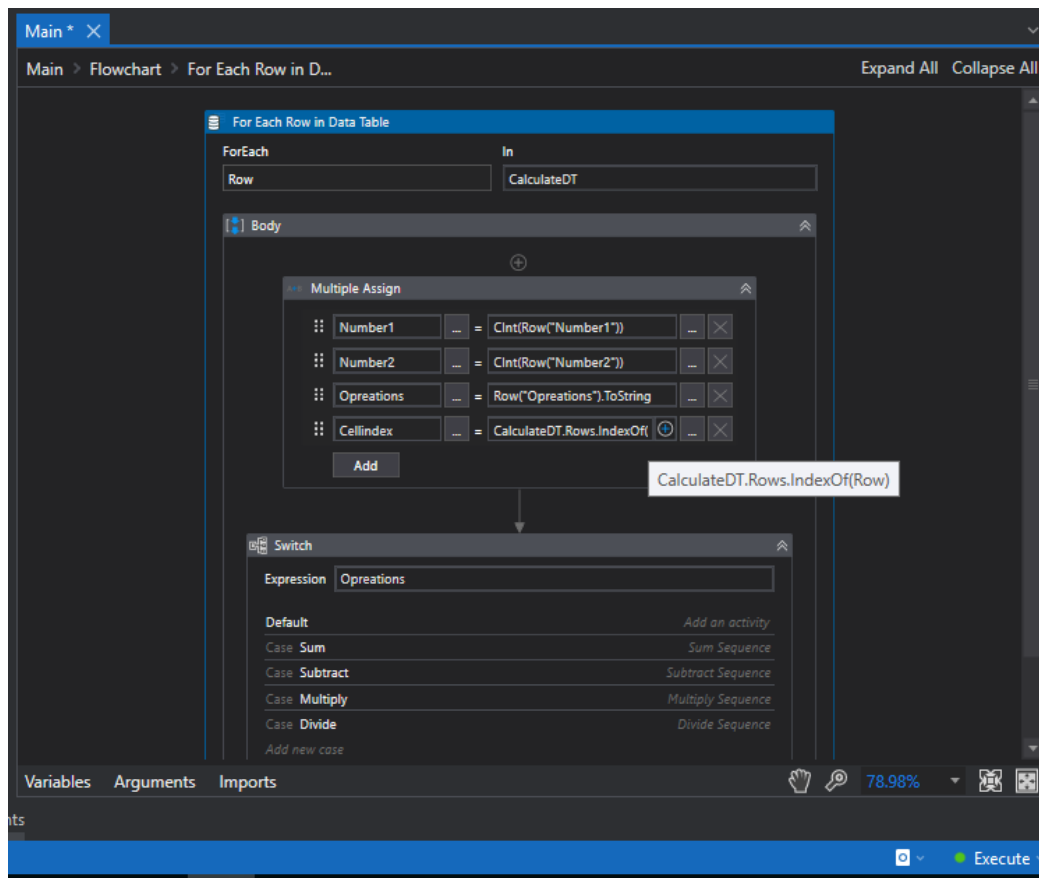 Main *
Main > Flowchart > For Each Row in D... Expand All Collapse All
For Each Row in Data Table
ForEach In
Row CalculateDT
Body
Multiple Assign
Number1 ... = CInt(Row("Number1")) ...
Number2 ... = CInt(Row("Number2")) ...
Opreations ... = Row("Opreations").ToString ...
Cellindex ... = CalculateDT.Rows.IndexOf( ...
Add
CalculateDT.Rows.IndexOf(Row)
Switch
Expression Opreations
Default Add an activity
Case Sum Sum Sequence
Case Subtract Subtract Sequence
Case Multiply Multiply Sequence
Case Divide Divide Sequence
Add new case
Variables Arguments Imports 78.98%
nts
Execute